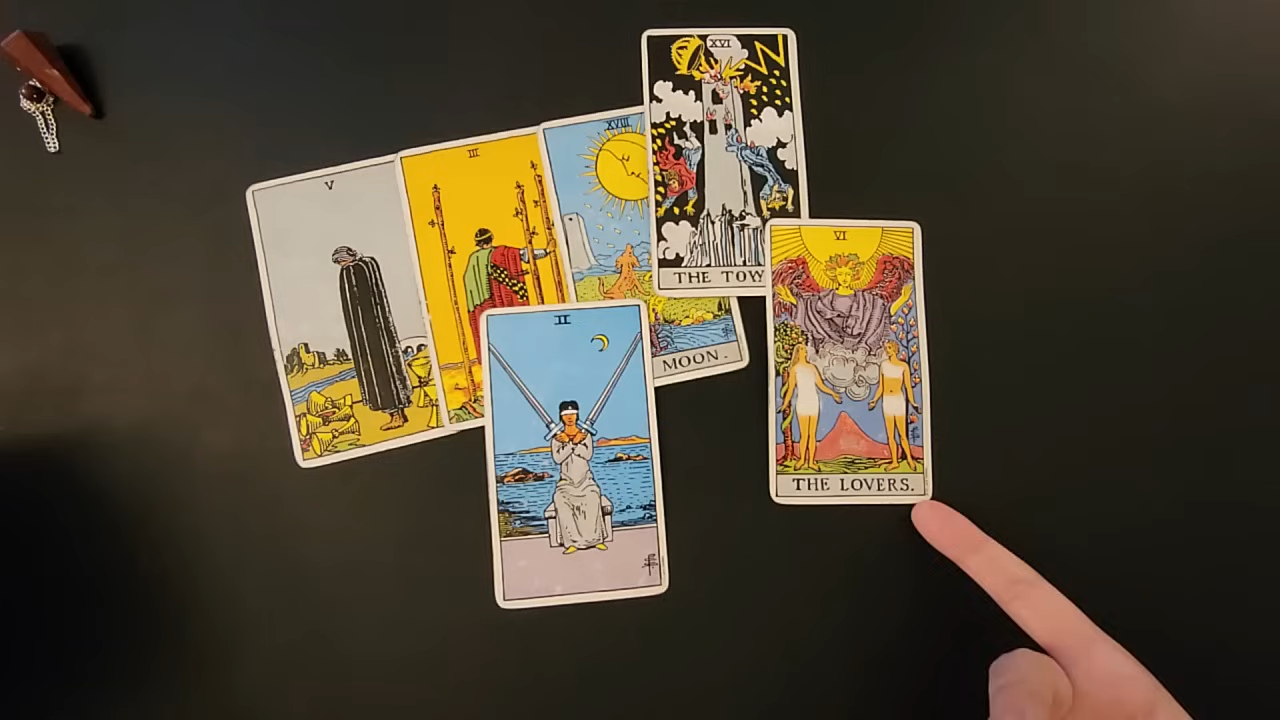 V
III
XVIII
XVI
THE TOW
MOON.
II
VI
THE LOVERS.